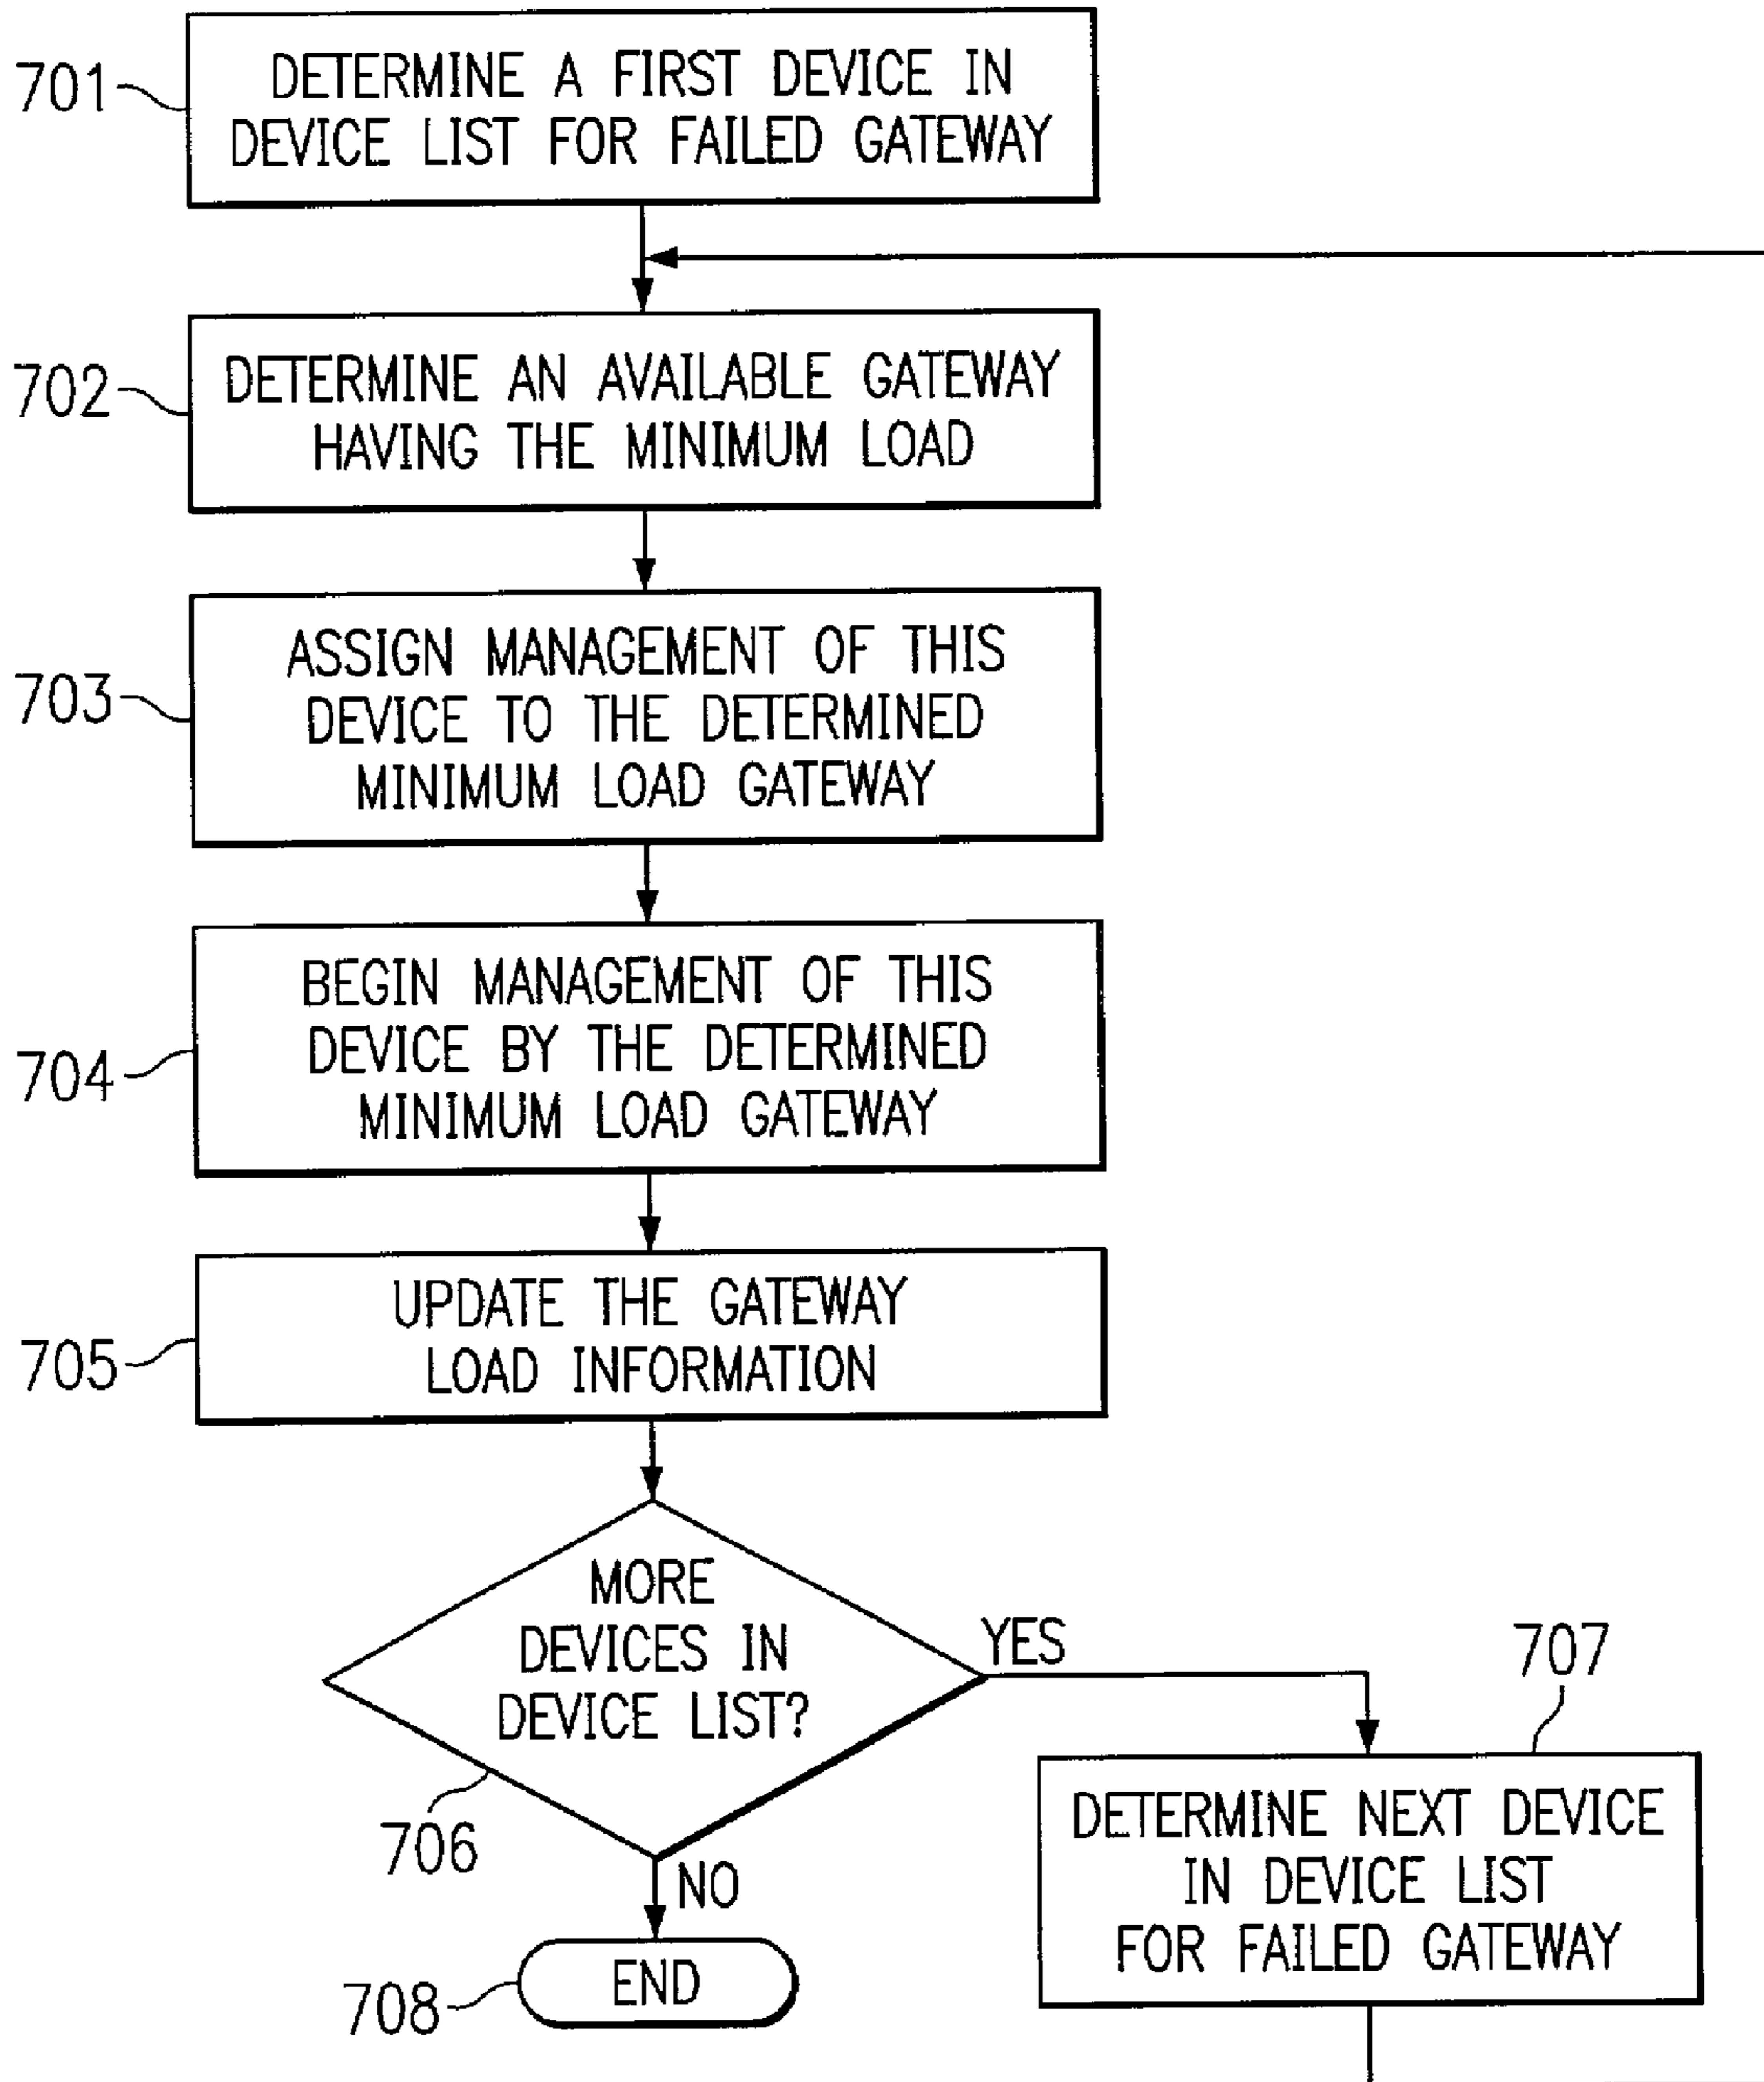 701
DETERMINE A FIRST DEVICE IN
DEVICE LIST FOR FAILED GATEWAY
702
DETERMINE AN AVAILABLE GATEWAY
HAVING THE MINIMUM LOAD
703
ASSIGN MANAGEMENT OF THIS
DEVICE TO THE DETERMINED
MINIMUM LOAD GATEWAY
704
BEGIN MANAGEMENT OF THIS
DEVICE BY THE DETERMINED
MINIMUM LOAD GATEWAY
705
UPDATE THE GATEWAY
LOAD INFORMATION
MORE
DEVICES IN
DEVICE LIST?
706
YES
NO
707
DETERMINE NEXT DEVICE
IN DEVICE LIST
FOR FAILED GATEWAY
708
END